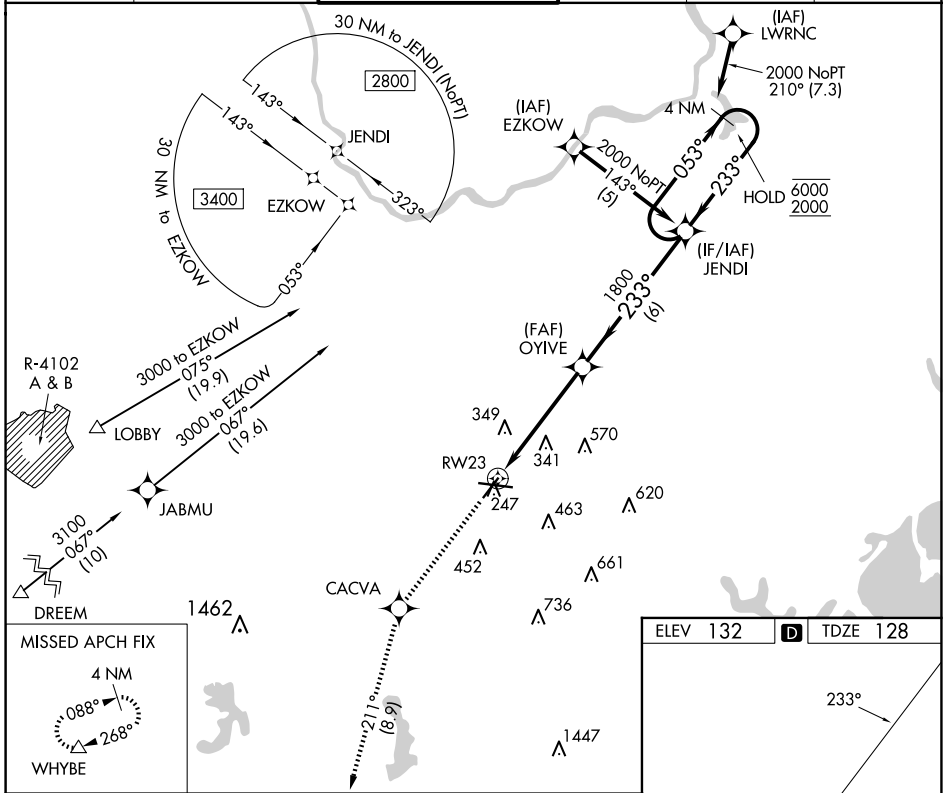 30 NM to JENDI (NoPT)
2800
143°
JENDI
323°
143°
3400
EZKOW
30 NM to EZKOW
053°
(IAF)
LWRNC
2000 NoPT
210° (7.3)
(IAF)
EZKOW
4 NM
2000 NoPT
143°
(5)
053°
233°
HOLD
6000
2000
(IF/IAF)
JENDI
1800
233°
(6)
(FAF)
OYIVE
R-4102
A & B
3000 to EZKOW
075°
(19.9)
LOBBY
3000 to EZKOW
067°
(19.6)
JABMU
3100
067°
(10)
DREEM
349
341
570
RW23
247
463
620
452
661
CACVA
736
1462
211°
(8.9)
1447
MISSED APCH FIX
4 NM
088°
268°
WHYBE
ELEV 132 D TDZE 128
233°